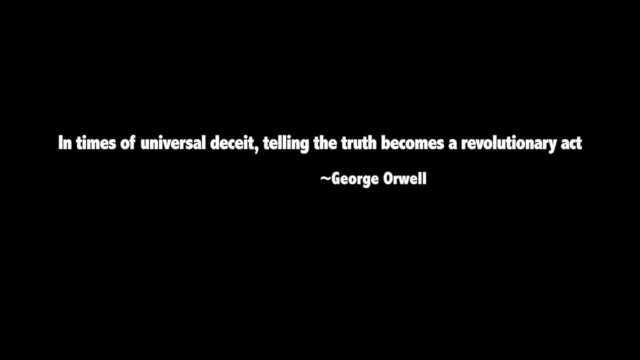 In times of universal deceit, telling the truth becomes a revolutionary act
~George Orwell